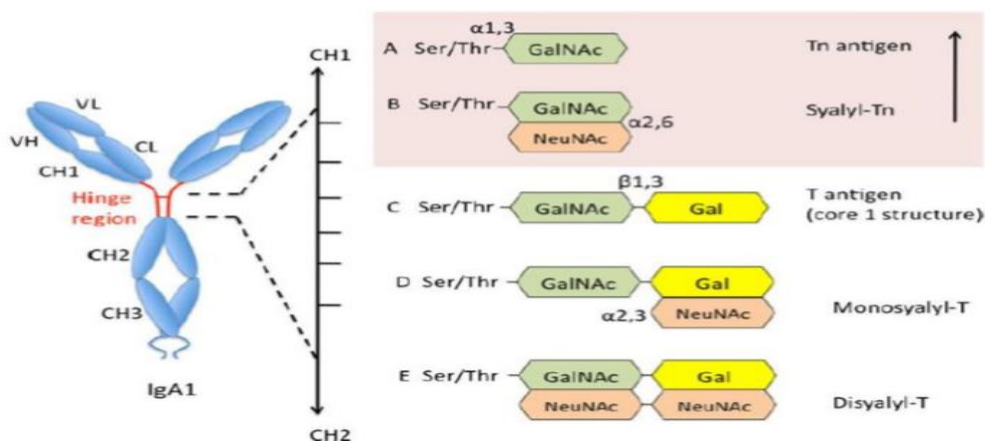 VL
VH
CL
CH1
Hinge
region
CH2
CH3
IgA1
CH1
CH2
α1,3
A Ser/Thr GalNAc Tn antigen
B Ser/Thr GalNAc Syalyl-Tn
NeuNAc α2,6
β1,3
C Ser/Thr GalNAc Gal T antigen
(core 1 structure)
D Ser/Thr GalNAc Gal
α2,3 NeuNAc Monosyalyl-T
E Ser/Thr GalNAc Gal
NeuNAc NeuNAc Disyalyl-T